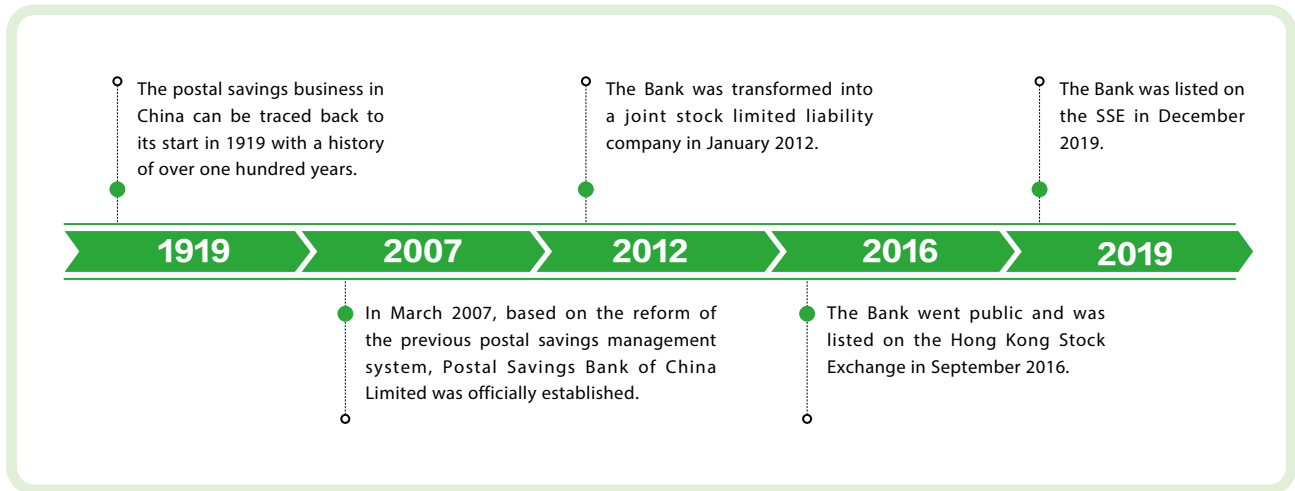 The postal savings business in
China can be traced back to
its start in 1919 with a history
of over one hundred years.
The Bank was transformed into
a joint stock limited liability
company in January 2012.
The Bank was listed on
the SSE in December
2019.
1919
2007
2012
2016
2019
In March 2007, based on the reform of
the previous postal savings management
system, Postal Savings Bank of China
Limited was officially established.
The Bank went public and was
listed on the Hong Kong Stock
Exchange in September 2016.